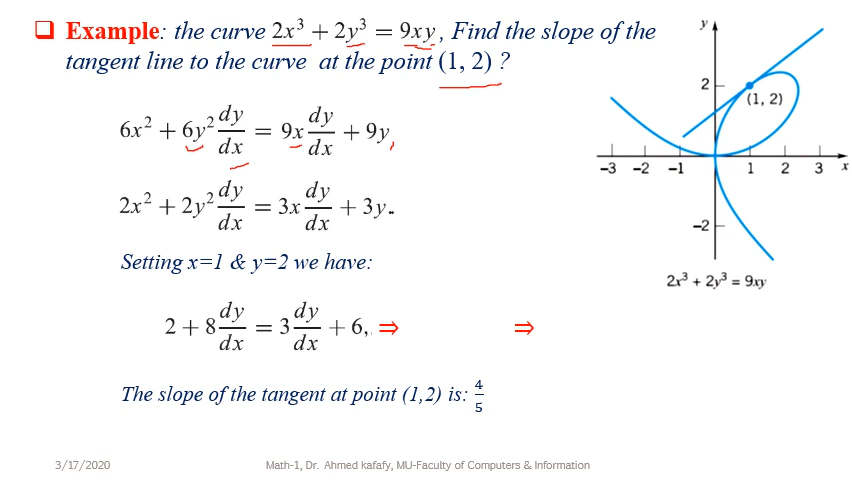 ❑ Example: the curve 2x³ + 2y³ = 9xy, Find the slope of the
tangent line to the curve at the point (1, 2) ?
6x² + 6y² dy/dx = 9x dy/dx + 9y,
2x² + 2y² dy/dx = 3x dy/dx + 3y.
Setting x=1 & y=2 we have:
2 + 8 dy/dx = 3 dy/dx + 6, ⇒ ⇒
The slope of the tangent at point (1,2) is: 4/5
y
2
(1, 2)
-3 -2 -1 1 2 3 x
-2
2x³ + 2y³ = 9xy
3/17/2020 Math-1, Dr. Ahmed kafafy, MU-Faculty of Computers & Information